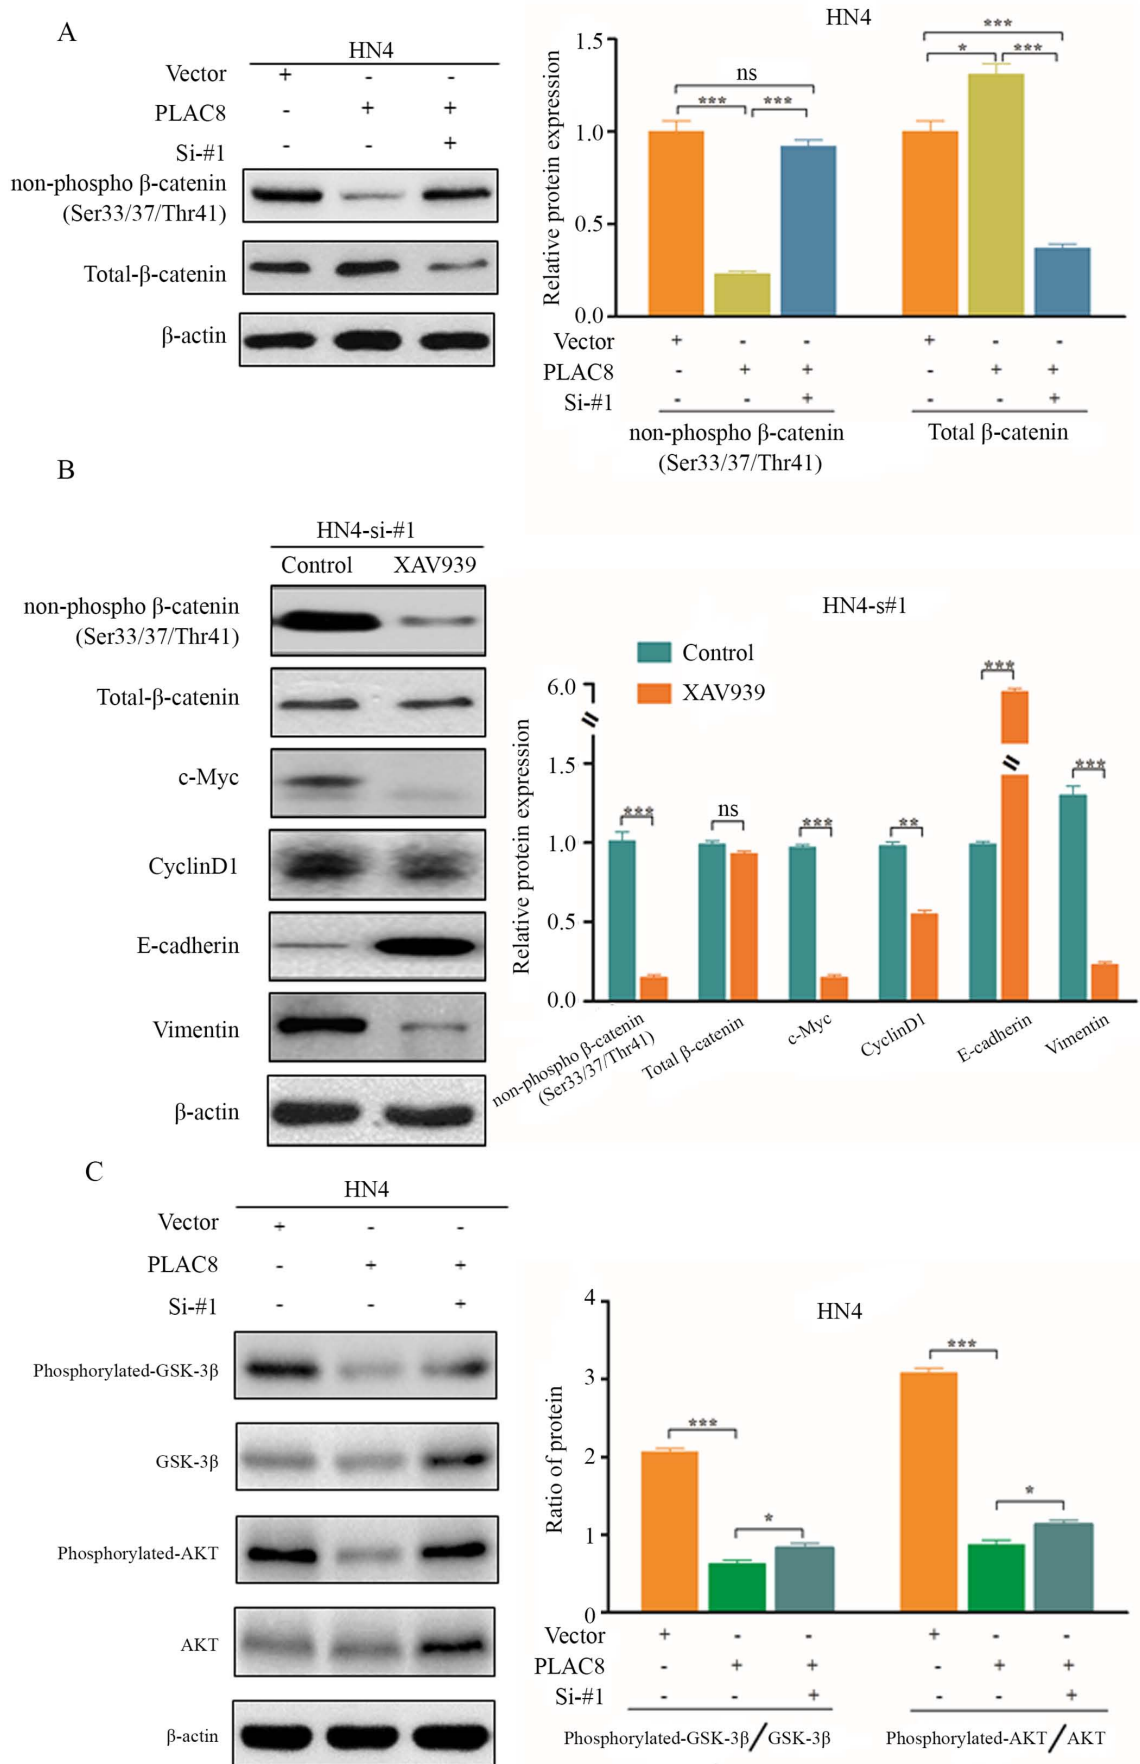 A
HN4
Vector + - -
PLAC8 - + +
Si-#1 - - +
non-phospho β-catenin
(Ser33/37/Thr41)
Total-β-catenin
β-actin
HN4
Relative protein expression
1.5
1.0
0.5
0.0
ns
*** ***
***
* ***
Vector + - - + - -
PLAC8 - + + - + +
Si-#1 - - + - - +
non-phospho β-catenin
(Ser33/37/Thr41)
Total β-catenin
B
HN4-si-#1
Control XAV939
non-phospho β-catenin
(Ser33/37/Thr41)
Total-β-catenin
c-Myc
CyclinD1
E-cadherin
Vimentin
β-actin
HN4-s#1
Control
XAV939
Relative protein expression
6.0
1.5
1.0
0.5
0.0
*** ns *** ** *** ***
non-phospho β-catenin
(Ser33/37/Thr41)
Total β-catenin
c-Myc
CyclinD1
E-cadherin
Vimentin
C
HN4
Vector + - -
PLAC8 - + +
Si-#1 - - +
Phosphorylated-GSK-3β
GSK-3β
Phosphorylated-AKT
AKT
β-actin
HN4
Ratio of protein
4
3
2
1
0
*** * *** *
Vector + - - + - -
PLAC8 - + + - + +
Si-#1 - - + - - +
Phosphorylated-GSK-3β/GSK-3β
Phosphorylated-AKT/AKT